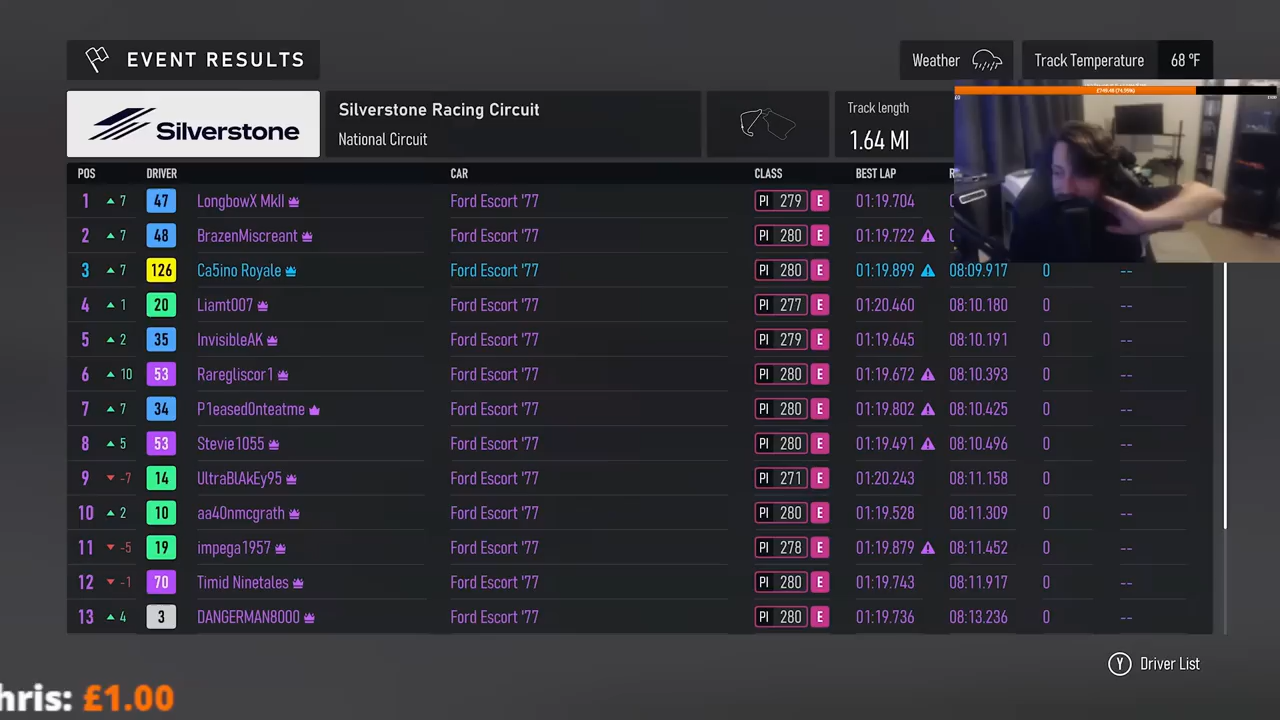 EVENT RESULTS
Weather
Track Temperature 68 °F
Silverstone
Silverstone Racing Circuit
National Circuit
Track length
1.64 MI
£749.46 (74.95%)
£0
POS DRIVER CAR CLASS BEST LAP
1 7 47 LongbowX MkII Ford Escort '77 PI 279 E 01:19.704
2 7 48 BrazenMiscreant Ford Escort '77 PI 280 E 01:19.722
3 7 126 Ca5ino Royale Ford Escort '77 PI 280 E 01:19.899 08:09.917 0 --
4 1 20 Liamt007 Ford Escort '77 PI 277 E 01:20.460 08:10.180 0 --
5 2 35 InvisibleAK Ford Escort '77 PI 279 E 01:19.645 08:10.191 0 --
6 10 53 Raregliscor1 Ford Escort '77 PI 280 E 01:19.672 08:10.393 0 --
7 7 34 P1eased0nteatme Ford Escort '77 PI 280 E 01:19.802 08:10.425 0 --
8 5 53 Stevie1055 Ford Escort '77 PI 280 E 01:19.491 08:10.496 0 --
9 -7 14 UltraBlAkEy95 Ford Escort '77 PI 271 E 01:20.243 08:11.158 0 --
10 2 10 aa40nmcgrath Ford Escort '77 PI 280 E 01:19.528 08:11.309 0 --
11 -5 19 impega1957 Ford Escort '77 PI 278 E 01:19.879 08:11.452 0 --
12 -1 70 Timid Ninetales Ford Escort '77 PI 280 E 01:19.743 08:11.917 0 --
13 4 3 DANGERMAN8000 Ford Escort '77 PI 280 E 01:19.736 08:13.236 0 --
Y Driver List
hris: £1.00